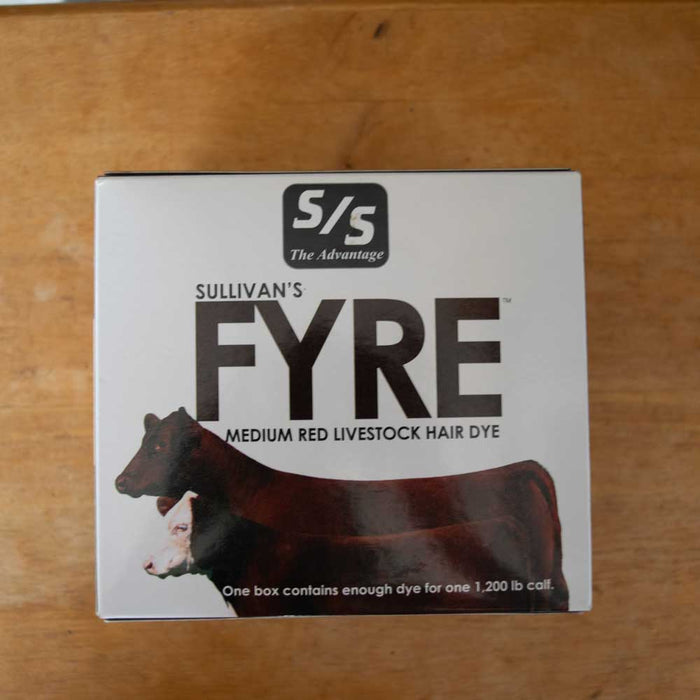 S/S
The Advantage
SULLIVAN'S
FYRE™
MEDIUM RED LIVESTOCK HAIR DYE
One box contains enough dye for one 1,200 lb calf.